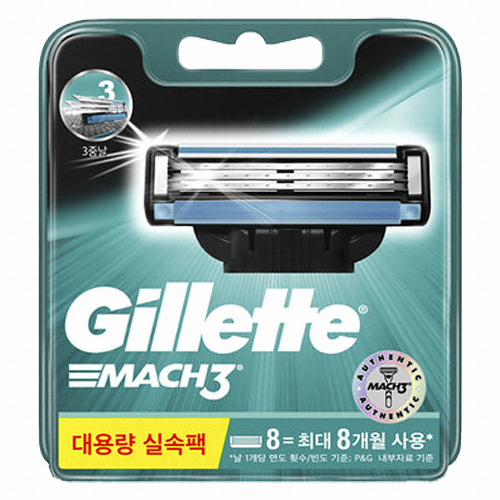 3
3중날
Gillette®
MACH3®
AUTHENTIC
MACH3®
AUTHENTIC
대용량 실속팩
8 = 최대 8개월 사용*
*날 1개당 면도 횟수/빈도 기준; P&G 내부자료 기준